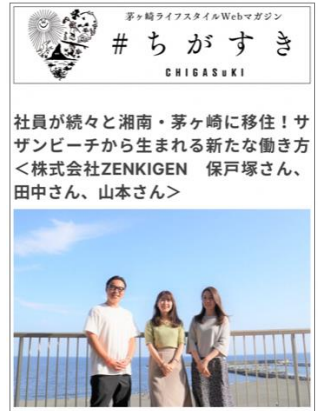 茅ヶ崎ライフスタイルWebマガジン
#ちがすき
CHIGASuKI
社員が続々と湘南・茅ヶ崎に移住！サ
ザンビーチから生まれる新たな働き方
＜株式会社ZENKIGEN　保戸塚さん、
田中さん、山本さん＞